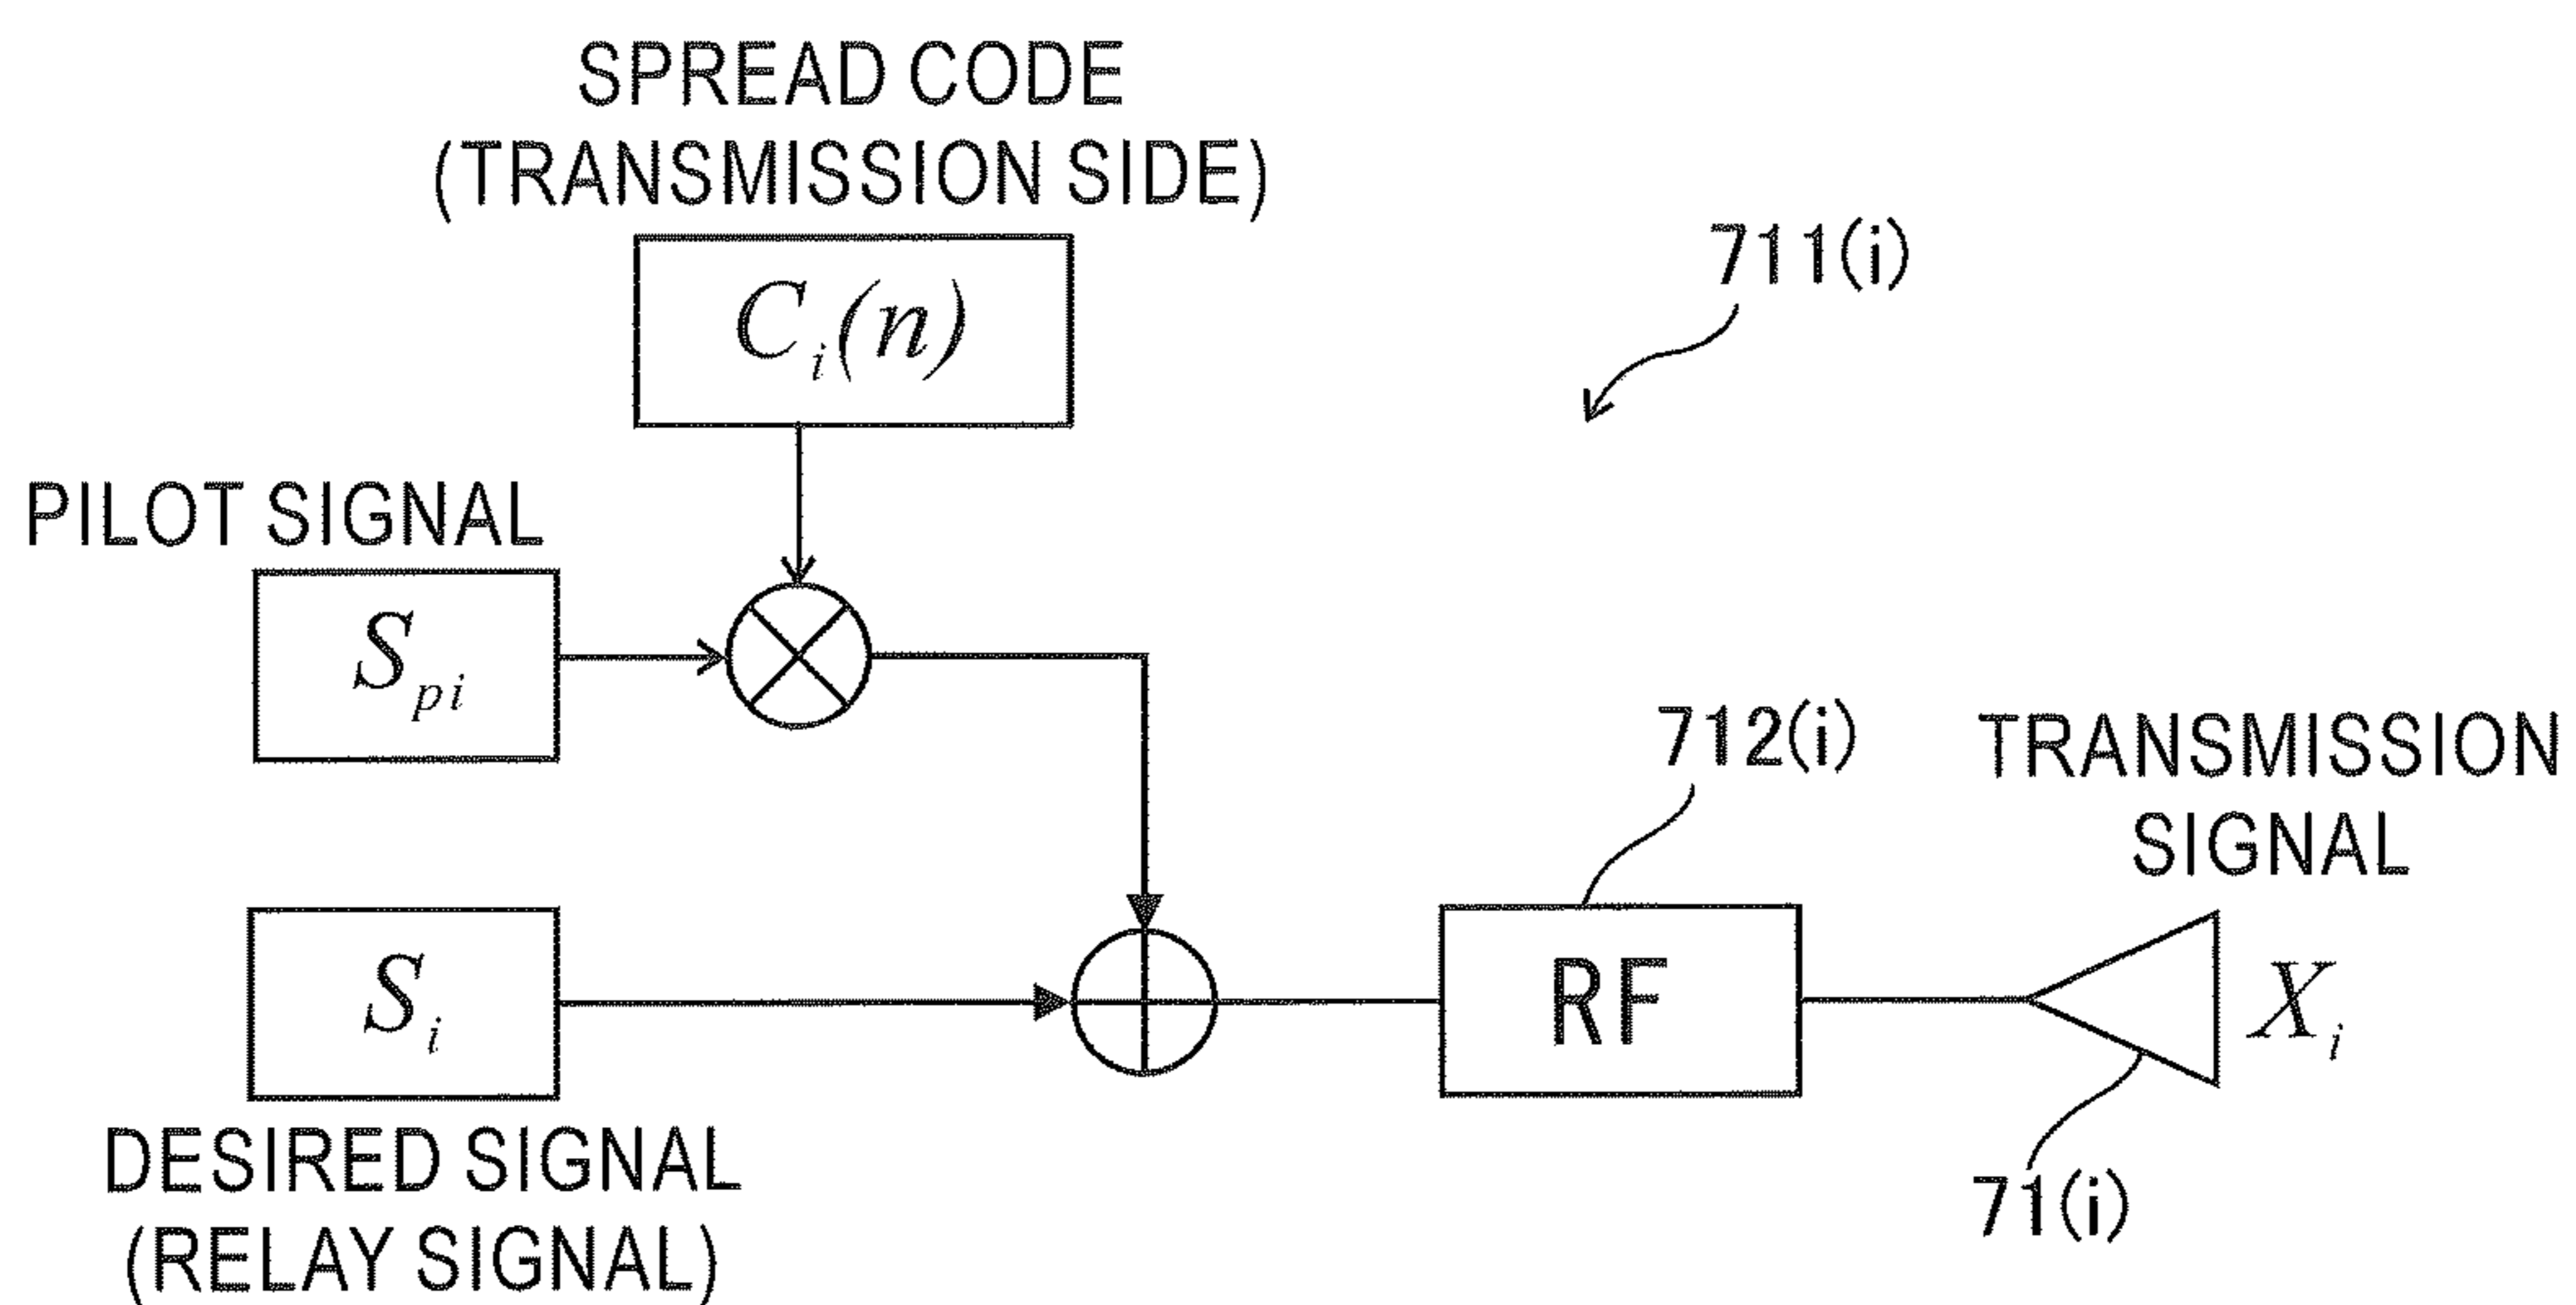 SPREAD CODE
(TRANSMISSION SIDE)
C_i(n)
711(i)
PILOT SIGNAL
S_pi
712(i)
TRANSMISSION
SIGNAL
S_i
RF
X_i
DESIRED SIGNAL
(RELAY SIGNAL)
71(i)